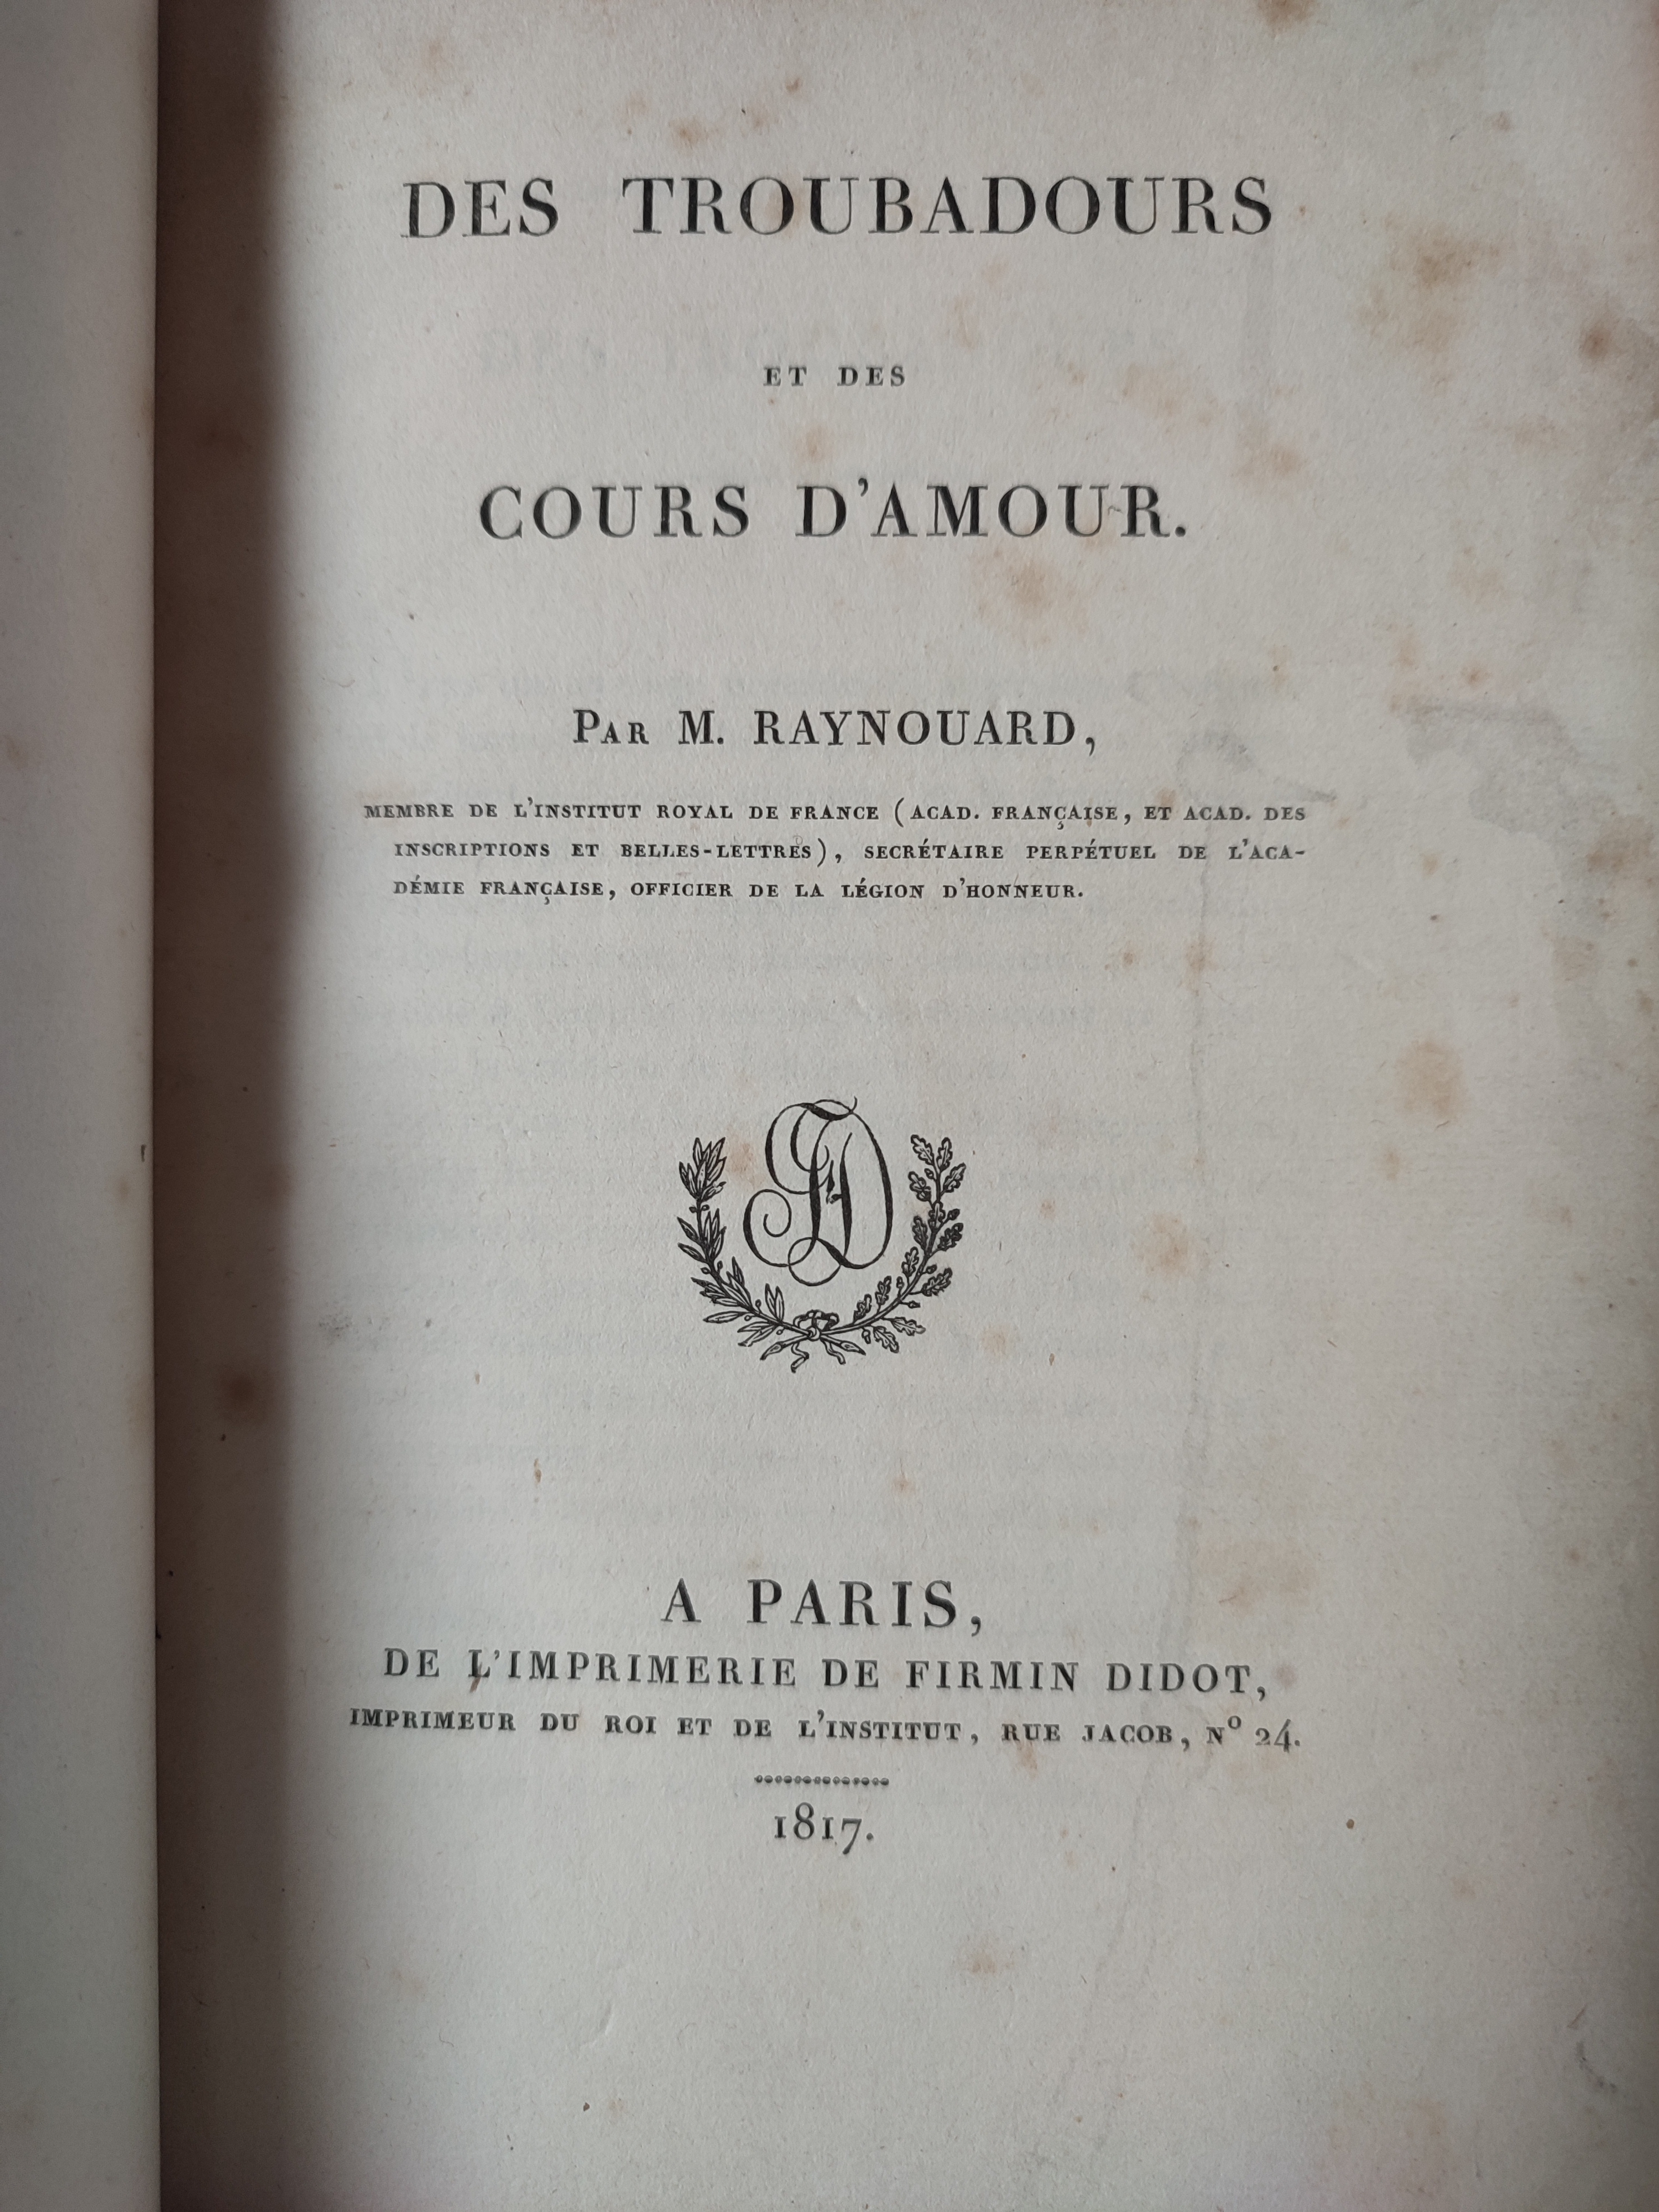 DES TROUBADOURS
ET DES
COURS D'AMOUR.
PAR M. RAYNOUARD,
MEMBRE DE L'INSTITUT ROYAL DE FRANCE (ACAD. FRANÇAISE, ET ACAD. DES
INSCRIPTIONS ET BELLES-LETTRES), SECRÉTAIRE PERPÉTUEL DE L'ACA-
DÉMIE FRANÇAISE, OFFICIER DE LA LÉGION D'HONNEUR.
FD
A PARIS,
DE L'IMPRIMERIE DE FIRMIN DIDOT,
IMPRIMEUR DU ROI ET DE L'INSTITUT, RUE JACOB, Nº 24.
1817.